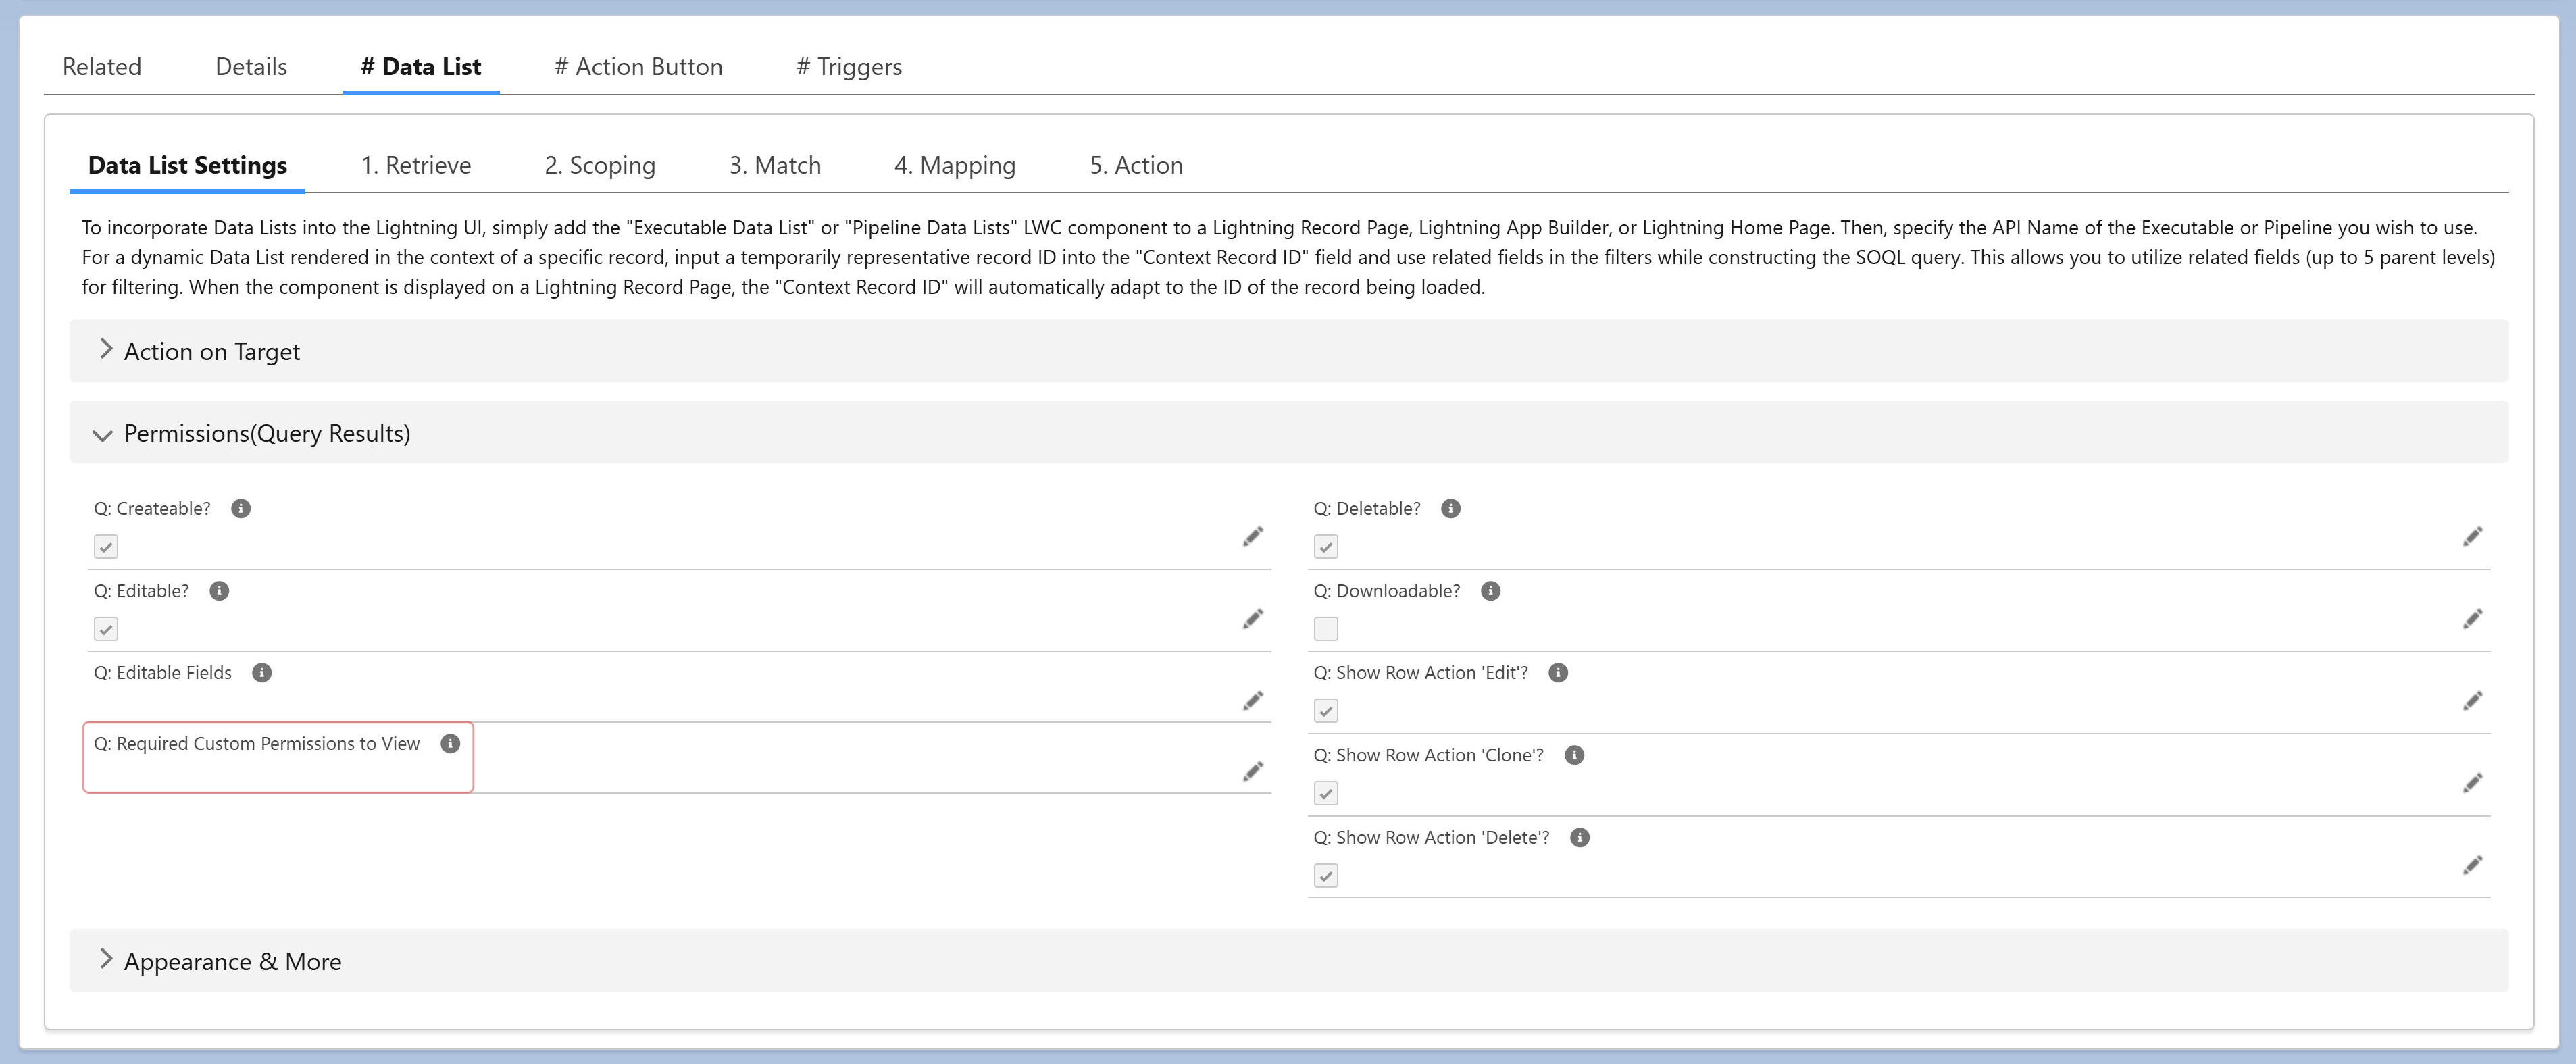 Related Details # Data List # Action Button # Triggers
Data List Settings 1. Retrieve 2. Scoping 3. Match 4. Mapping 5. Action
To incorporate Data Lists into the Lightning UI, simply add the "Executable Data List" or "Pipeline Data Lists" LWC component to a Lightning Record Page, Lightning App Builder, or Lightning Home Page. Then, specify the API Name of the Executable or Pipeline you wish to use.
For a dynamic Data List rendered in the context of a specific record, input a temporarily representative record ID into the "Context Record ID" field and use related fields in the filters while constructing the SOQL query. This allows you to utilize related fields (up to 5 parent levels)
for filtering. When the component is displayed on a Lightning Record Page, the "Context Record ID" will automatically adapt to the ID of the record being loaded.
Action on Target
Permissions(Query Results)
Q: Createable?
Q: Editable?
Q: Editable Fields
Q: Required Custom Permissions to View
Q: Deletable?
Q: Downloadable?
Q: Show Row Action 'Edit'?
Q: Show Row Action 'Clone'?
Q: Show Row Action 'Delete'?
Appearance & More